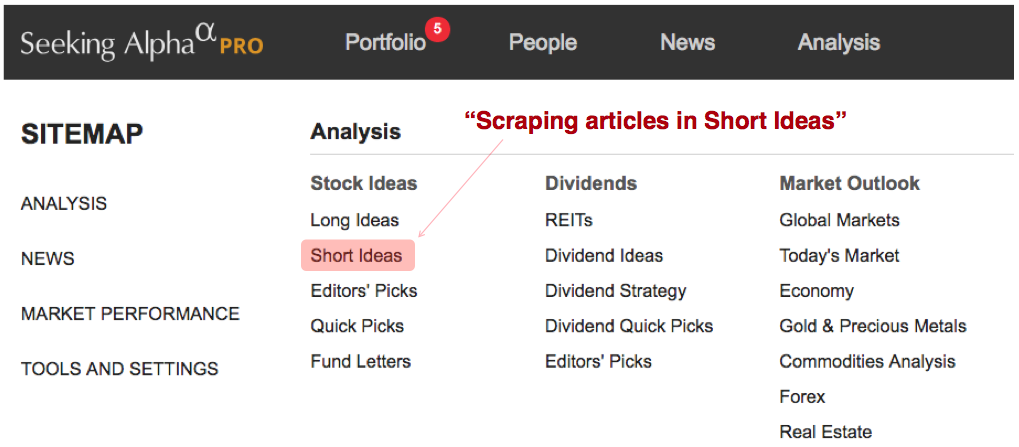 Seeking Alphaα PRO Portfolio 5 People News Analysis
SITEMAP
ANALYSIS
NEWS
MARKET PERFORMANCE
TOOLS AND SETTINGS
“Scraping articles in Short Ideas”
Analysis
Stock Ideas
Long Ideas
Short Ideas
Editors' Picks
Quick Picks
Fund Letters
Dividends
REITs
Dividend Ideas
Dividend Strategy
Dividend Quick Picks
Editors' Picks
Market Outlook
Global Markets
Today's Market
Economy
Gold & Precious Metals
Commodities Analysis
Forex
Real Estate